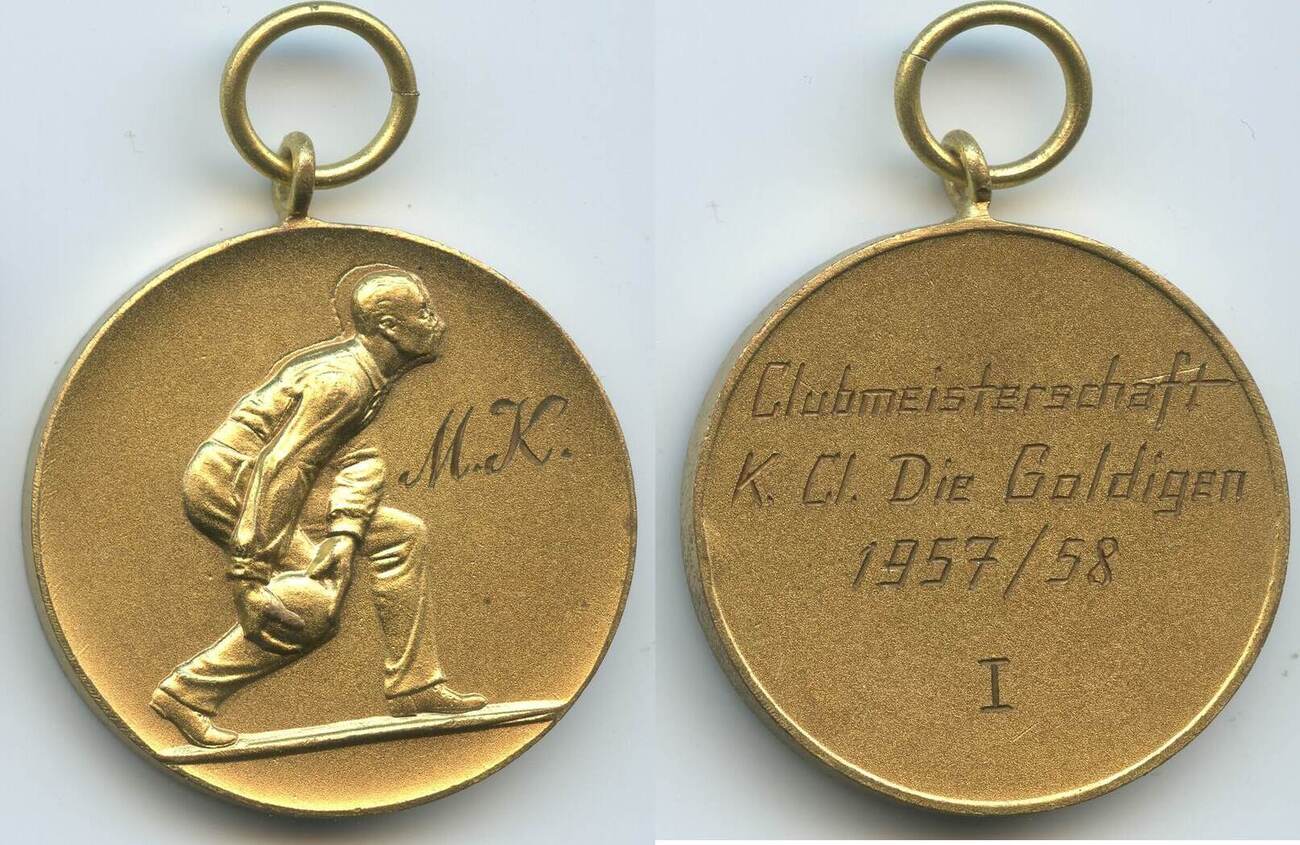 M.K.
Clubmeisterschaft
K. Cl. Die Goldigen
1957/58
I